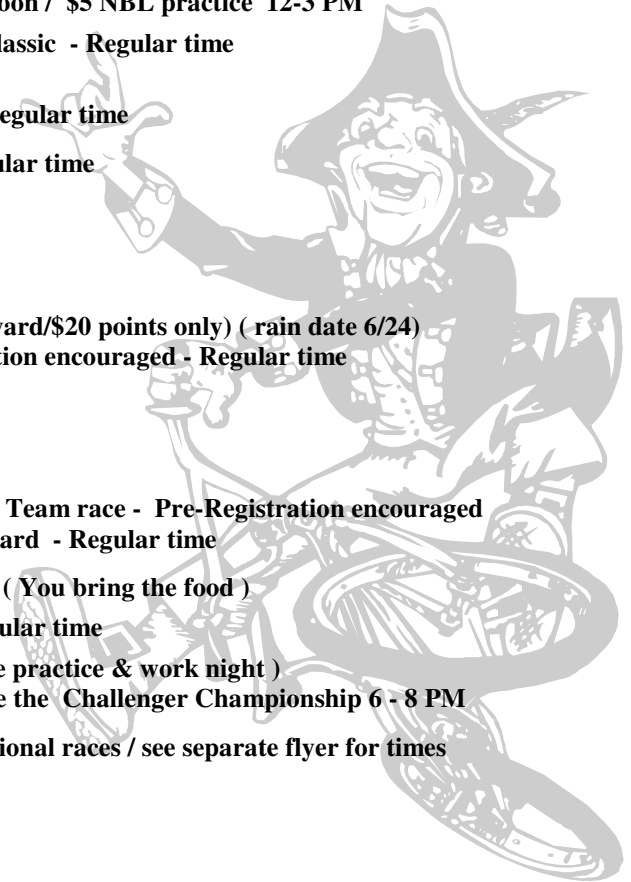 oon / $5 NBL practice 12-3 PM
lassic - Regular time
egular time
ular time
ard/$20 points only) ( rain date 6/24)
tion encouraged - Regular time
Team race - Pre-Registration encouraged
ard - Regular time
( You bring the food )
ular time
e practice & work night )
e the Challenger Championship 6 - 8 PM
ional races / see separate flyer for times